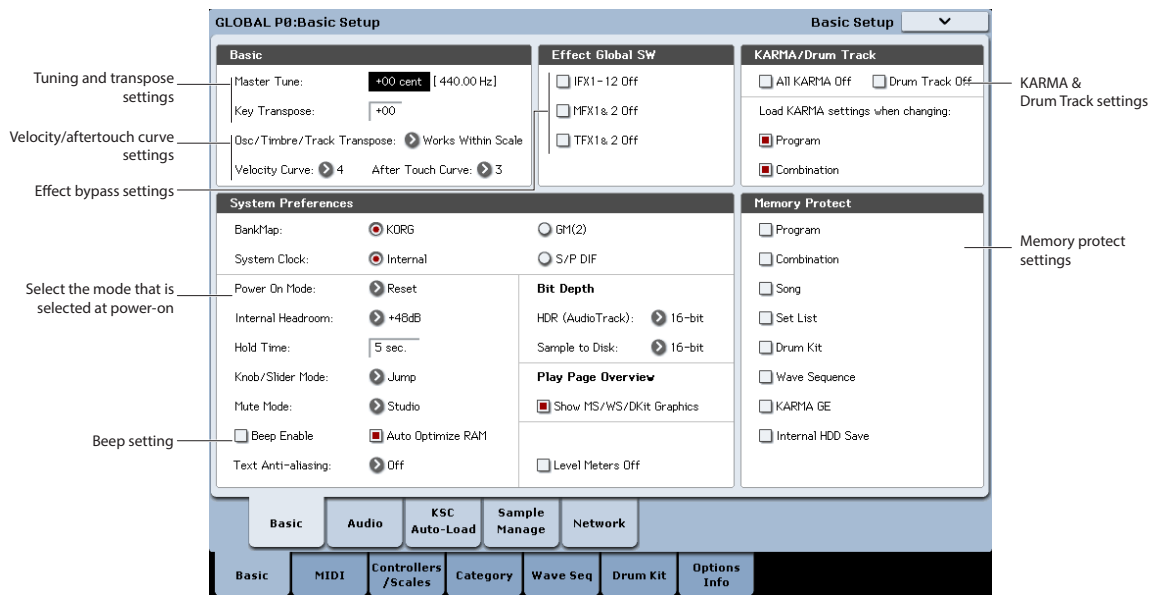 GLOBAL P0:Basic Setup
Basic Setup
Basic
Master Tune: +00 cent [ 440.00 Hz]
Key Transpose: +00
Osc/Timbre/Track Transpose: Works Within Scale
Velocity Curve: 4 After Touch Curve: 3
Effect Global SW
IFX1-12 Off
MFX1& 2 Off
TFX1& 2 Off
KARMA/Drum Track
All KARMA Off Drum Track Off
Load KARMA settings when changing:
Program
Combination
System Preferences
BankMap: KORG GM(2)
System Clock: Internal S/P DIF
Power On Mode: Reset
Internal Headroom: +48dB
Hold Time: 5 sec.
Knob/Slider Mode: Jump
Mute Mode: Studio
Beep Enable Auto Optimize RAM
Text Anti-aliasing: Off
Bit Depth
HDR (AudioTrack): 16-bit
Sample to Disk: 16-bit
Play Page Overview
Show MS/WS/DKit Graphics
Level Meters Off
Memory Protect
Program
Combination
Song
Set List
Drum Kit
Wave Sequence
KARMA GE
Internal HDD Save
Basic
Audio
KSC
Auto-Load
Sample
Manage
Network
Basic
MIDI
Controllers
/Scales
Category
Wave Seq
Drum Kit
Options
Info
Tuning and transpose
settings
Velocity/aftertouch curve
settings
Effect bypass settings
Select the mode that is
selected at power-on
Beep setting
KARMA &
Drum Track settings
Memory protect
settings